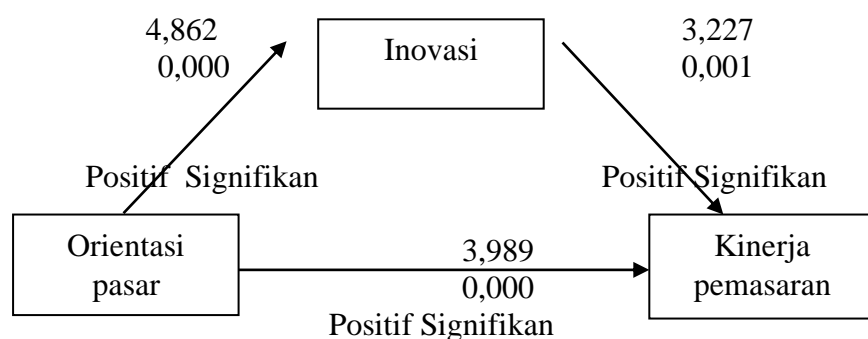 4,862
0,000
Inovasi
3,227
0,001
Positif Signifikan
Positif Signifikan
Orientasi
pasar
3,989
0,000
Positif Signifikan
Kinerja
pemasaran